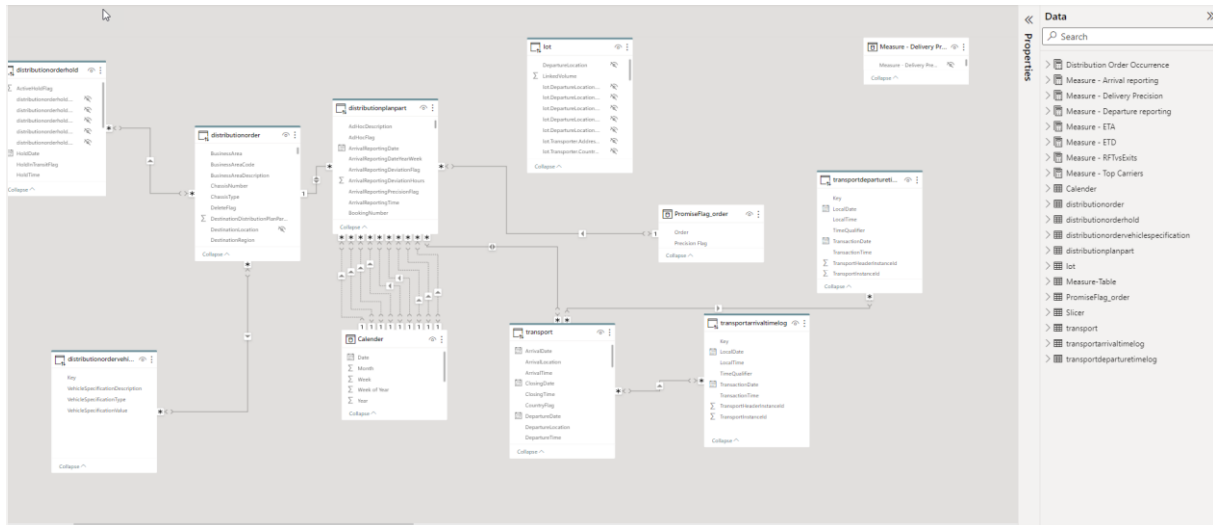 distributionorderhold
ActiveHoldFlag
distributionorderhold...
distributionorderhold...
distributionorderhold...
distributionorderhold...
distributionorderhold...
HoldDate
HoldInTransitFlag
HoldTime
Collapse
distributionorder
BusinessArea
BusinessAreaCode
BusinessAreaDescription
ChassisNumber
ChassisType
DeleteFlag
DestinationDistributionPlanPar...
DestinationLocation
DestinationRegion
Collapse
distributionplanpart
AdHocDescription
AdHocFlag
ArrivalReportingDate
ArrivalReportingDateYearWeek
ArrivalReportingDeviationFlag
ArrivalReportingDeviationHours
ArrivalReportingPrecisionFlag
ArrivalReportingTime
BookingNumber
Collapse
lot
DepartureLocation
LinkedVolume
lot.DepartureLocation...
lot.DepartureLocation...
lot.DepartureLocation...
lot.DepartureLocation...
lot.DepartureLocation...
lot.Transporter.Addres...
lot.Transporter.Countr...
Collapse
Measure - Delivery Pr...
Measure - Delivery Pre...
Collapse
PromiseFlag_order
Order
Precision Flag
Collapse
transportdepartureti...
Key
LocalDate
LocalTime
TimeQualifier
TransactionDate
TransactionTime
TransportHeaderInstanceId
TransportInstanceId
Collapse
distributionordervehi...
Key
VehicleSpecificationDescription
VehicleSpecificationType
VehicleSpecificationValue
Collapse
Calender
Date
Month
Week
Week of Year
Year
Collapse
transport
ArrivalDate
ArrivalLocation
ArrivalTime
ClosingDate
ClosingTime
CountryFlag
DepartureDate
DepartureLocation
DepartureTime
Collapse
transportarrivaltimelog
Key
LocalDate
LocalTime
TimeQualifier
TransactionDate
TransactionTime
TransportHeaderInstanceId
TransportInstanceId
Collapse
Properties
Data
Search
Distribution Order Occurrence
Measure - Arrival reporting
Measure - Delivery Precision
Measure - Departure reporting
Measure - ETA
Measure - ETD
Measure - RFTvsExits
Measure - Top Carriers
Calender
distributionorder
distributionorderhold
distributionordervehiclespecification
distributionplanpart
lot
Measure-Table
PromiseFlag_order
Slicer
transport
transportarrivaltimelog
transportdeparturetimelog